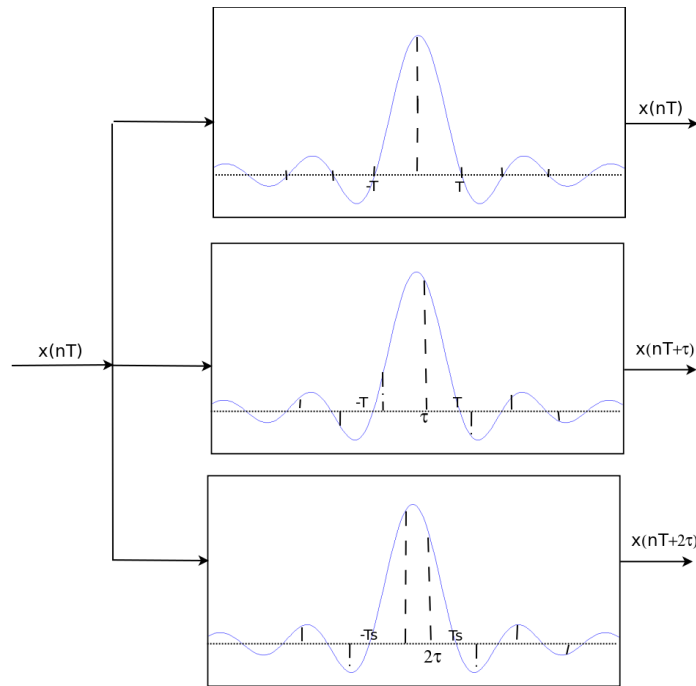 x(nT)
-T
T
x(nT)
x(nT+τ)
-T
T
τ
x(nT+2τ)
-Ts
Ts
2τ